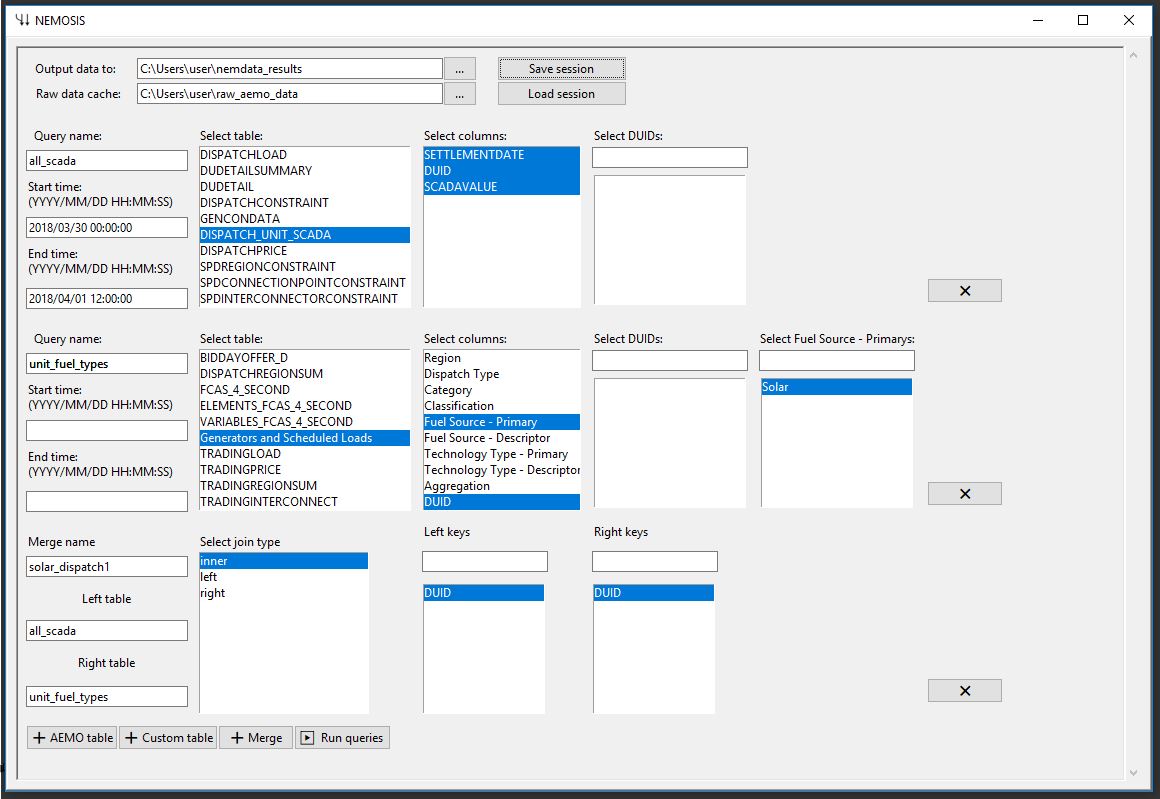 NEMOSIS
Output data to: C:\Users\user\nemdata_results ... Save session
Raw data cache: C:\Users\user\raw_aemo_data ... Load session
Query name:
all_scada
Start time:
(YYYY/MM/DD HH:MM:SS)
2018/03/30 00:00:00
End time:
(YYYY/MM/DD HH:MM:SS)
2018/04/01 12:00:00
Select table:
DISPATCHLOAD
DUDETAILSUMMARY
DUDETAIL
DISPATCHCONSTRAINT
GENCONDATA
DISPATCH_UNIT_SCADA
DISPATCHPRICE
SPDREGIONCONSTRAINT
SPDCONNECTIONPOINTCONSTRAINT
SPDINTERCONNECTORCONSTRAINT
Select columns:
SETTLEMENTDATE
DUID
SCADAVALUE
Select DUIDs:
Query name:
unit_fuel_types
Start time:
(YYYY/MM/DD HH:MM:SS)
End time:
(YYYY/MM/DD HH:MM:SS)
Select table:
BIDDAYOFFER_D
DISPATCHREGIONSUM
FCAS_4_SECOND
ELEMENTS_FCAS_4_SECOND
VARIABLES_FCAS_4_SECOND
Generators and Scheduled Loads
TRADINGLOAD
TRADINGPRICE
TRADINGREGIONSUM
TRADINGINTERCONNECT
Select columns:
Region
Dispatch Type
Category
Classification
Fuel Source - Primary
Fuel Source - Descriptor
Technology Type - Primary
Technology Type - Descriptor
Aggregation
DUID
Select DUIDs:
Select Fuel Source - Primarys:
Solar
Merge name
solar_dispatch1
Left table
all_scada
Right table
unit_fuel_types
Select join type
inner
left
right
Left keys
DUID
Right keys
DUID
AEMO table Custom table Merge Run queries